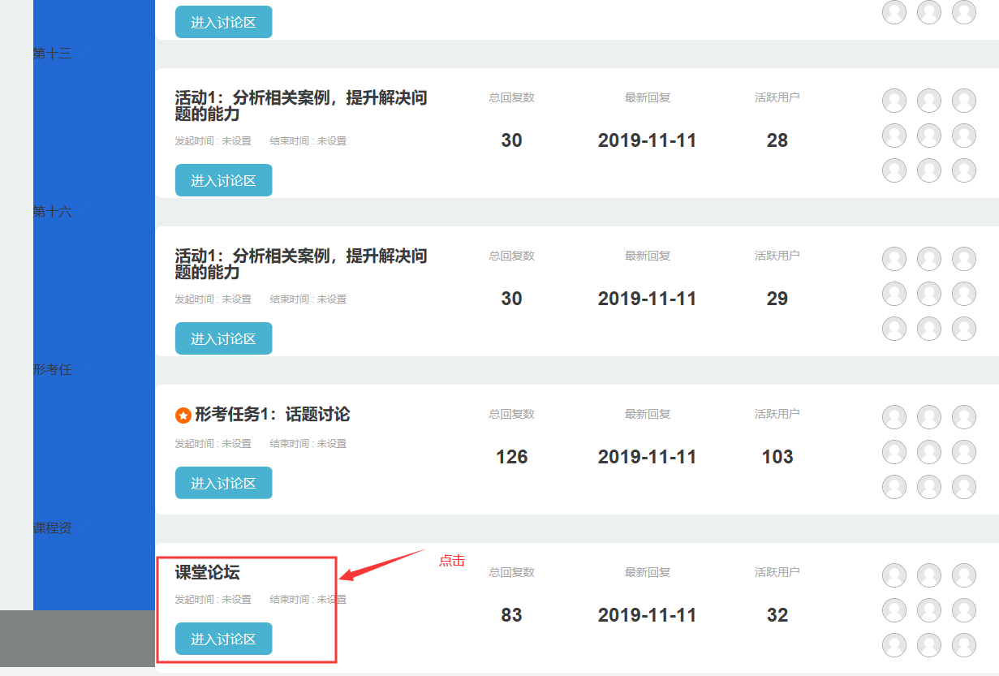 进入讨论区
第十三
活动1：分析相关案例，提升解决问
题的能力
总回复数
最新回复
活跃用户
发起时间 : 未设置 结束时间 : 未设置
30
2019-11-11
28
进入讨论区
第十六
活动1：分析相关案例，提升解决问
题的能力
总回复数
最新回复
活跃用户
发起时间 : 未设置 结束时间 : 未设置
30
2019-11-11
29
进入讨论区
形考任
形考任务1：话题讨论
总回复数
最新回复
活跃用户
发起时间 : 未设置 结束时间 : 未设置
126
2019-11-11
103
进入讨论区
课程资
点击
课堂论坛
总回复数
最新回复
活跃用户
发起时间 : 未设置 结束时间 : 未设置
83
2019-11-11
32
进入讨论区